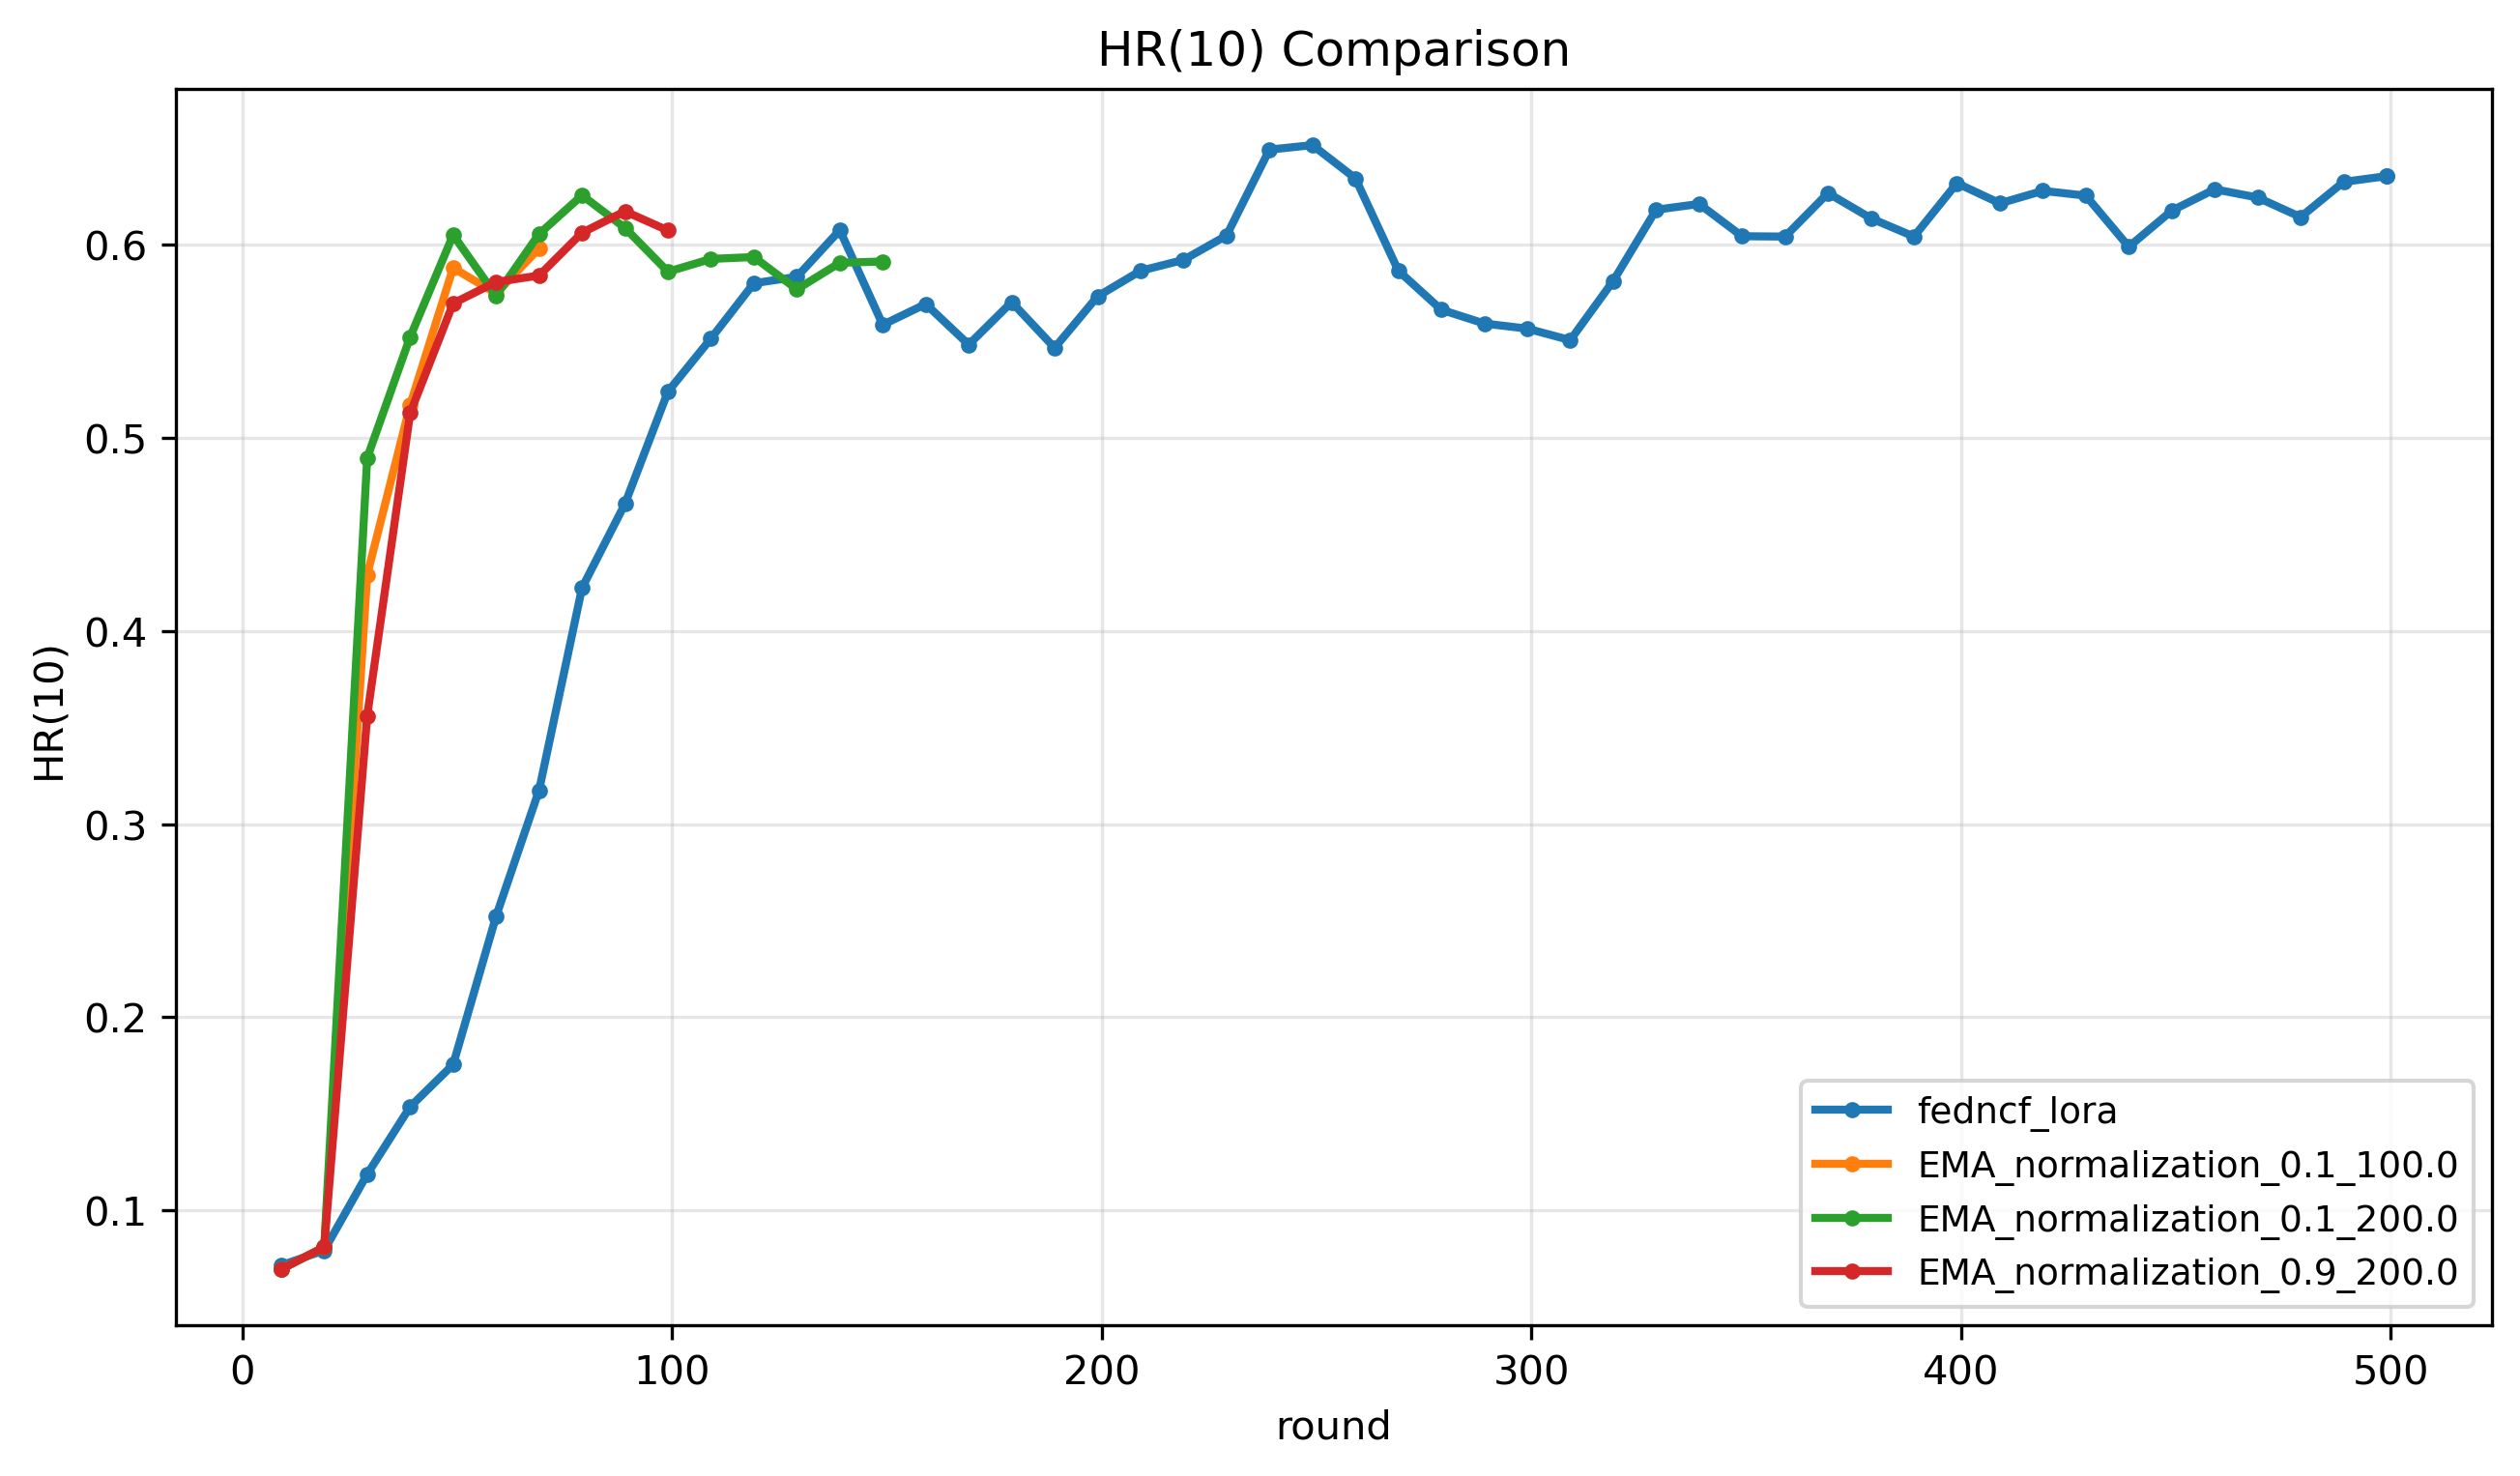 HR(10) Comparison
HR(10)
0.6
0.5
0.4
0.3
0.2
0.1
0 100 200 300 400 500
round
fedncf_lora
EMA_normalization_0.1_100.0
EMA_normalization_0.1_200.0
EMA_normalization_0.9_200.0